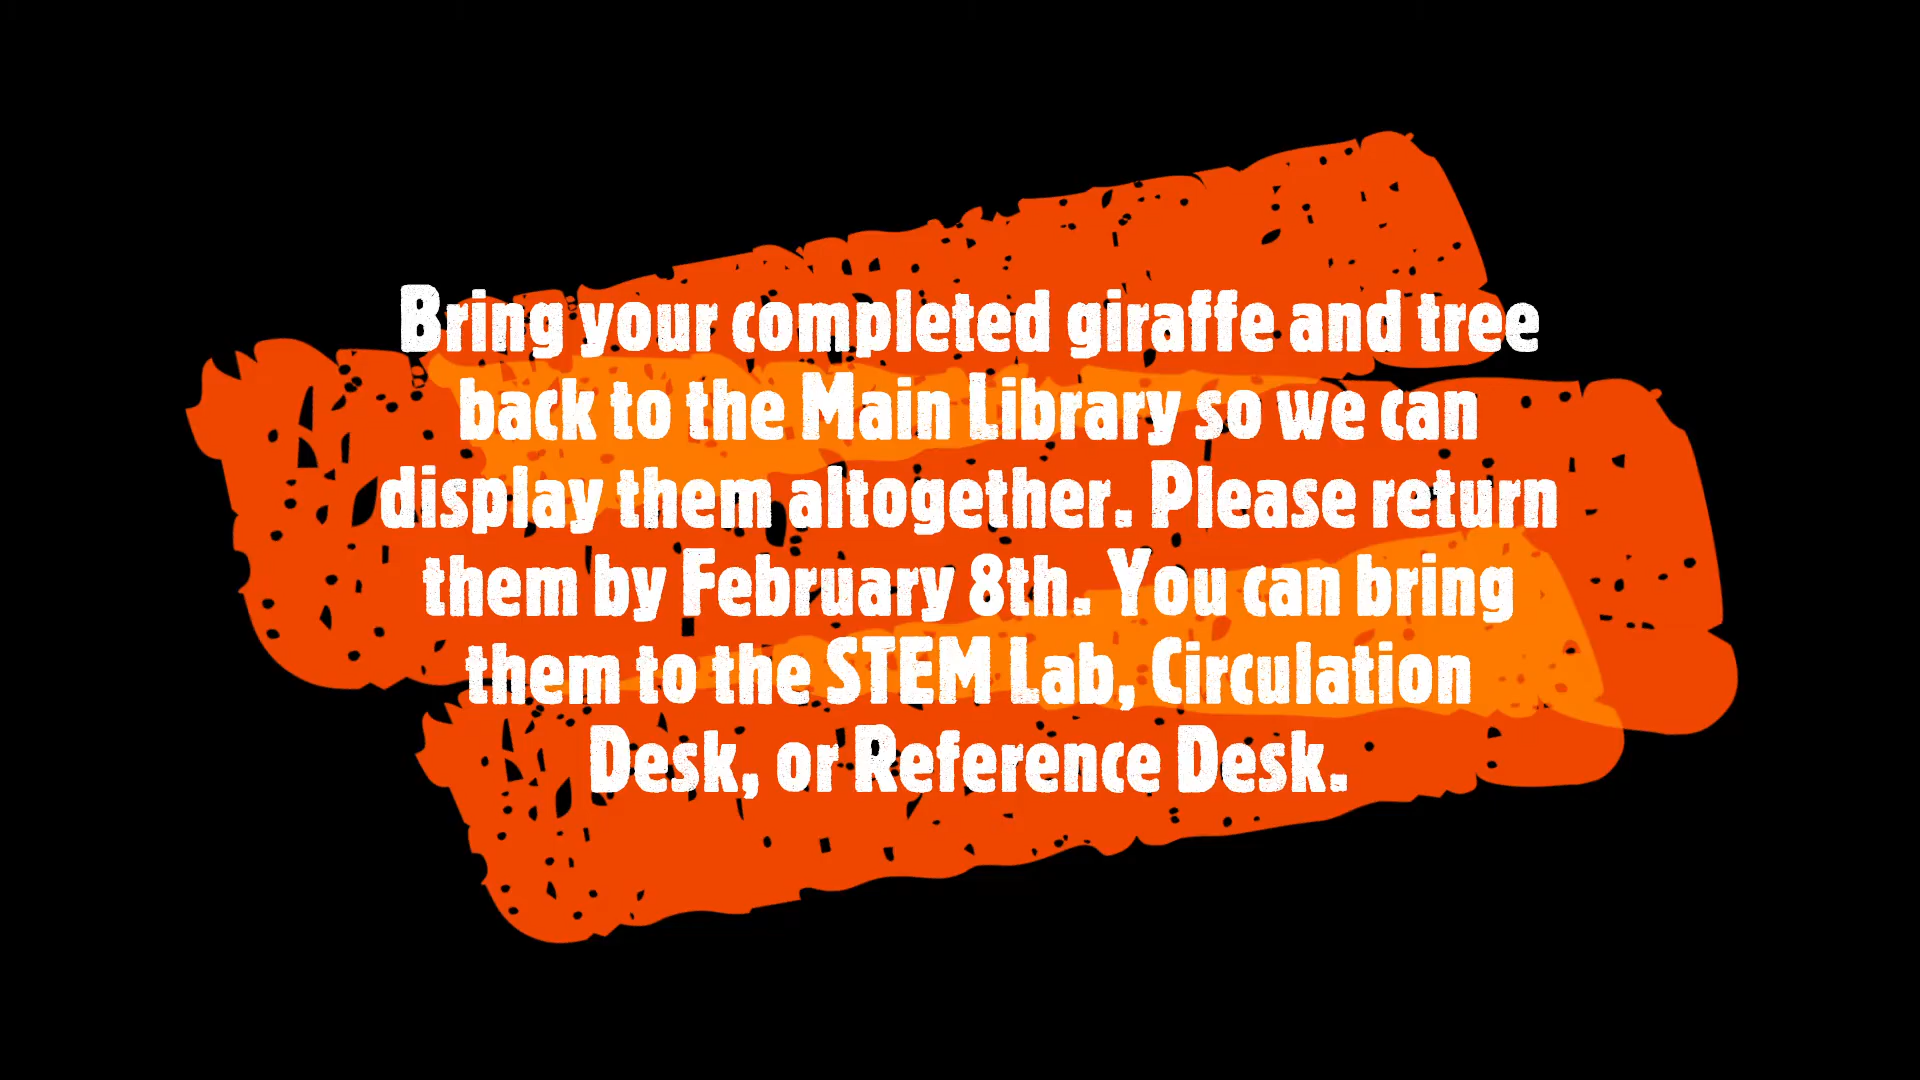 Bring your completed giraffe and tree
back to the Main Library so we can
display them altogether. Please return
them by February 8th. You can bring
them to the STEM Lab, Circulation
Desk, or Reference Desk.